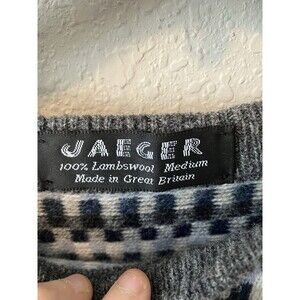 JAEGER
100% Lambswool Medium
Made in Great Britain